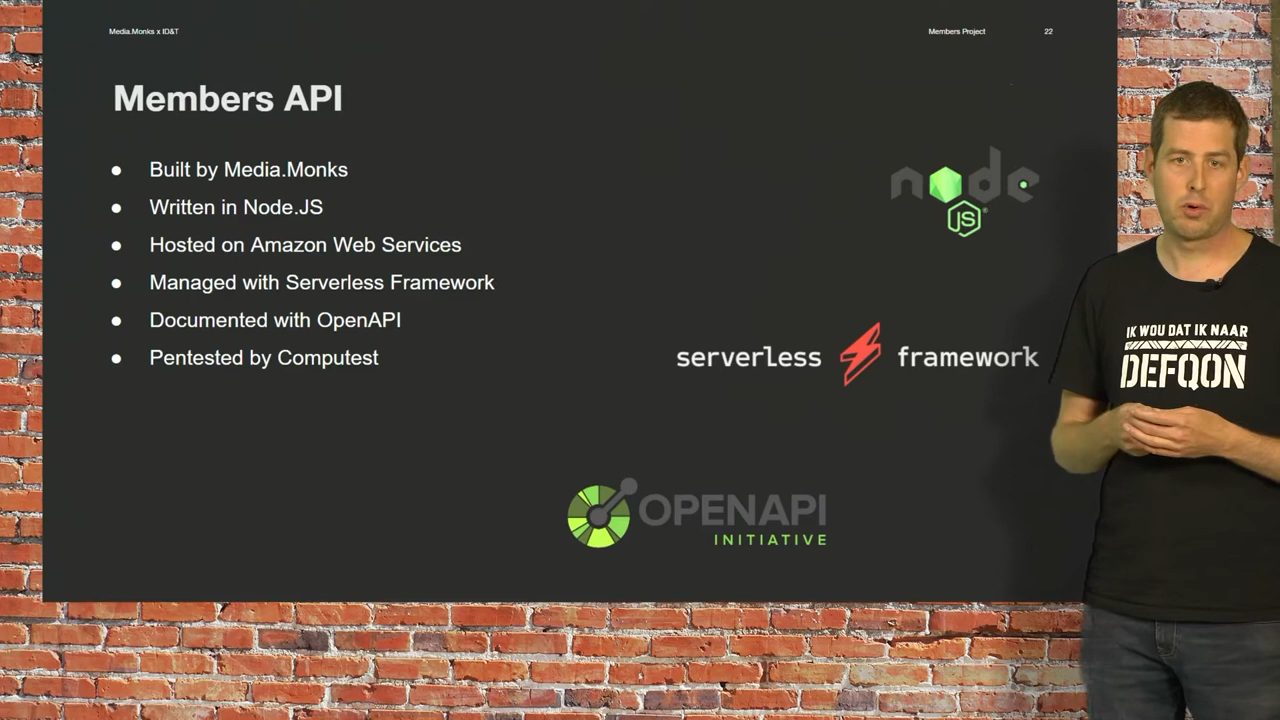 Media.Monks x ID&T
Members Project
22
Members API
● Built by Media.Monks
● Written in Node.JS
● Hosted on Amazon Web Services
● Managed with Serverless Framework
● Documented with OpenAPI
● Pentested by Computest
node
JS
serverless framework
OPENAPI
INITIATIVE
IK WOU DAT IK NAAR
DEFQON